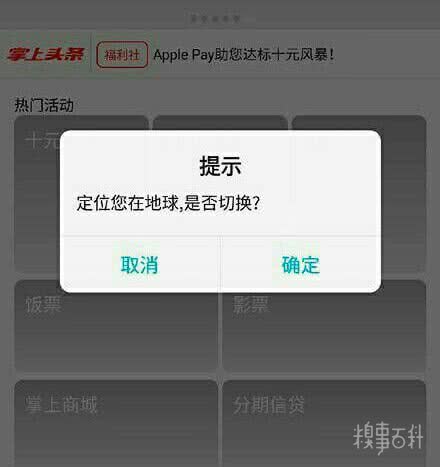 掌上头条
福利社
Apple Pay助您达标十元风暴!
热门活动
十元
提示
定位您在地球,是否切换?
取消
确定
饭票
影票
掌上商城
分期信贷
糗事百科